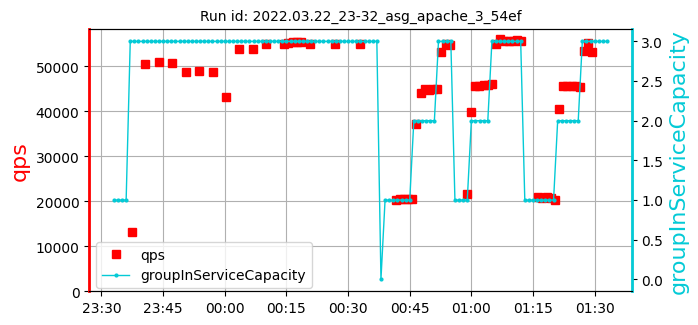 Run id: 2022.03.22_23-32_asg_apache_3_54ef
50000
40000
30000
20000
10000
0
qps
3.0
2.5
2.0
1.5
1.0
0.5
0.0
groupInServiceCapacity
qps
groupInServiceCapacity
23:30 23:45 00:00 00:15 00:30 00:45 01:00 01:15 01:30